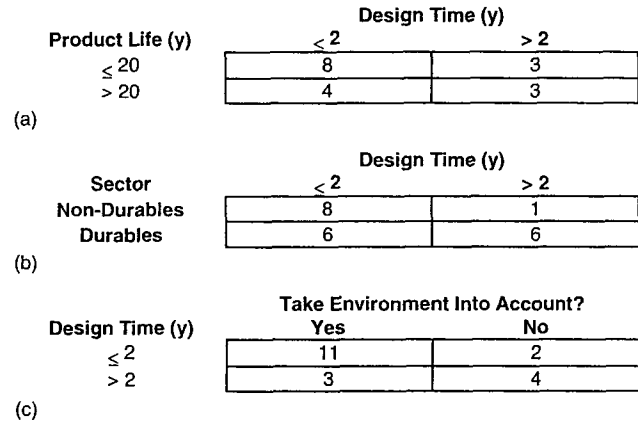 Design Time (y)
Product Life (y) ≤ 2 > 2
≤ 20 8 3
> 20 4 3
(a)
Design Time (y)
Sector ≤ 2 > 2
Non-Durables 8 1
Durables 6 6
(b)
Take Environment Into Account?
Design Time (y) Yes No
≤ 2 11 2
> 2 3 4
(c)